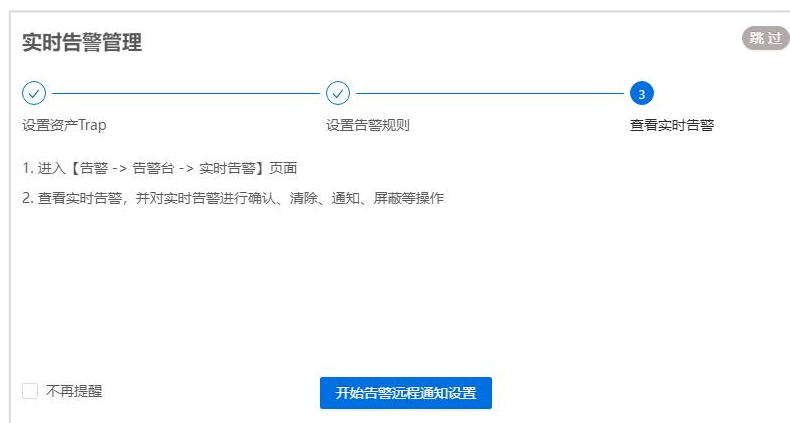 实时告警管理
跳过
3
设置资产Trap
设置告警规则
查看实时告警
1. 进入【告警 -> 告警台 -> 实时告警】页面
2. 查看实时告警，并对实时告警进行确认、清除、通知、屏蔽等操作
不再提醒
开始告警远程通知设置